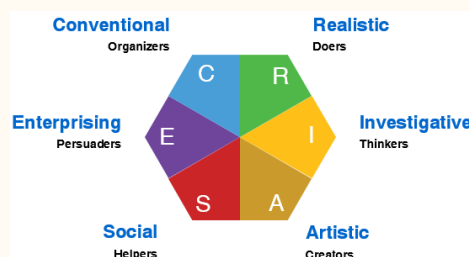 Conventional
Organizers
Realistic
Doers
C
R
Enterprising
Persuaders
E
I
Investigative
Thinkers
S
A
Social
Helpers
Artistic
Creators